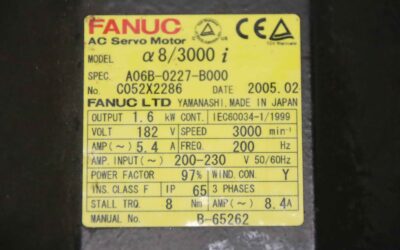 FANUC
AC Servo Motor
MODEL α8/3000 i
SPEC. A06B-0227-B000
No. C052X2286 DATE 2005.02
FANUC LTD YAMANASHI, MADE IN JAPAN
OUTPUT 1.6 kW CONT. IEC60034-1/1999
VOLT 182 V SPEED 3000 min⁻¹
AMP(~) 5.4 A FREQ. 200 Hz
AMP. INPUT(~) 200-230 V 50/60Hz
POWER FACTOR 97% WIND.CON. Y
INS.CLASS F IP 65 3 PHASES
STALL TRQ. 8 Nm AMP(~) 8.4 A
MANUAL No. B-65262